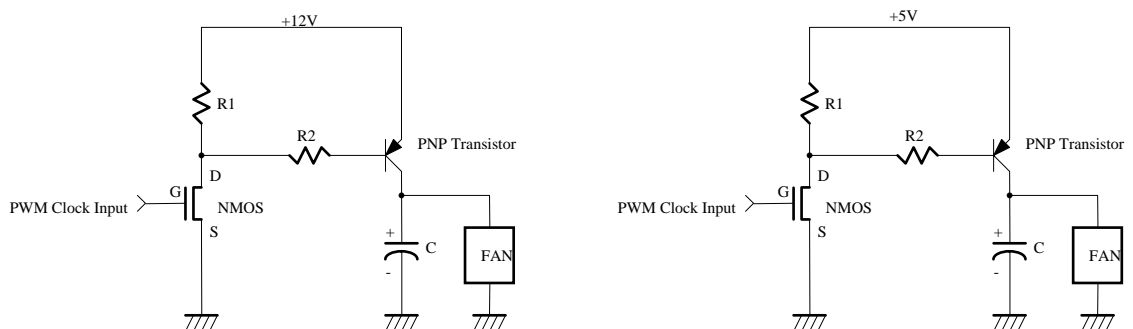 +12V
R1
R2
PNP Transistor
D
G
PWM Clock Input
NMOS
S
+
C
-
FAN
+5V
R1
R2
PNP Transistor
D
G
PWM Clock Input
NMOS
S
+
C
-
FAN